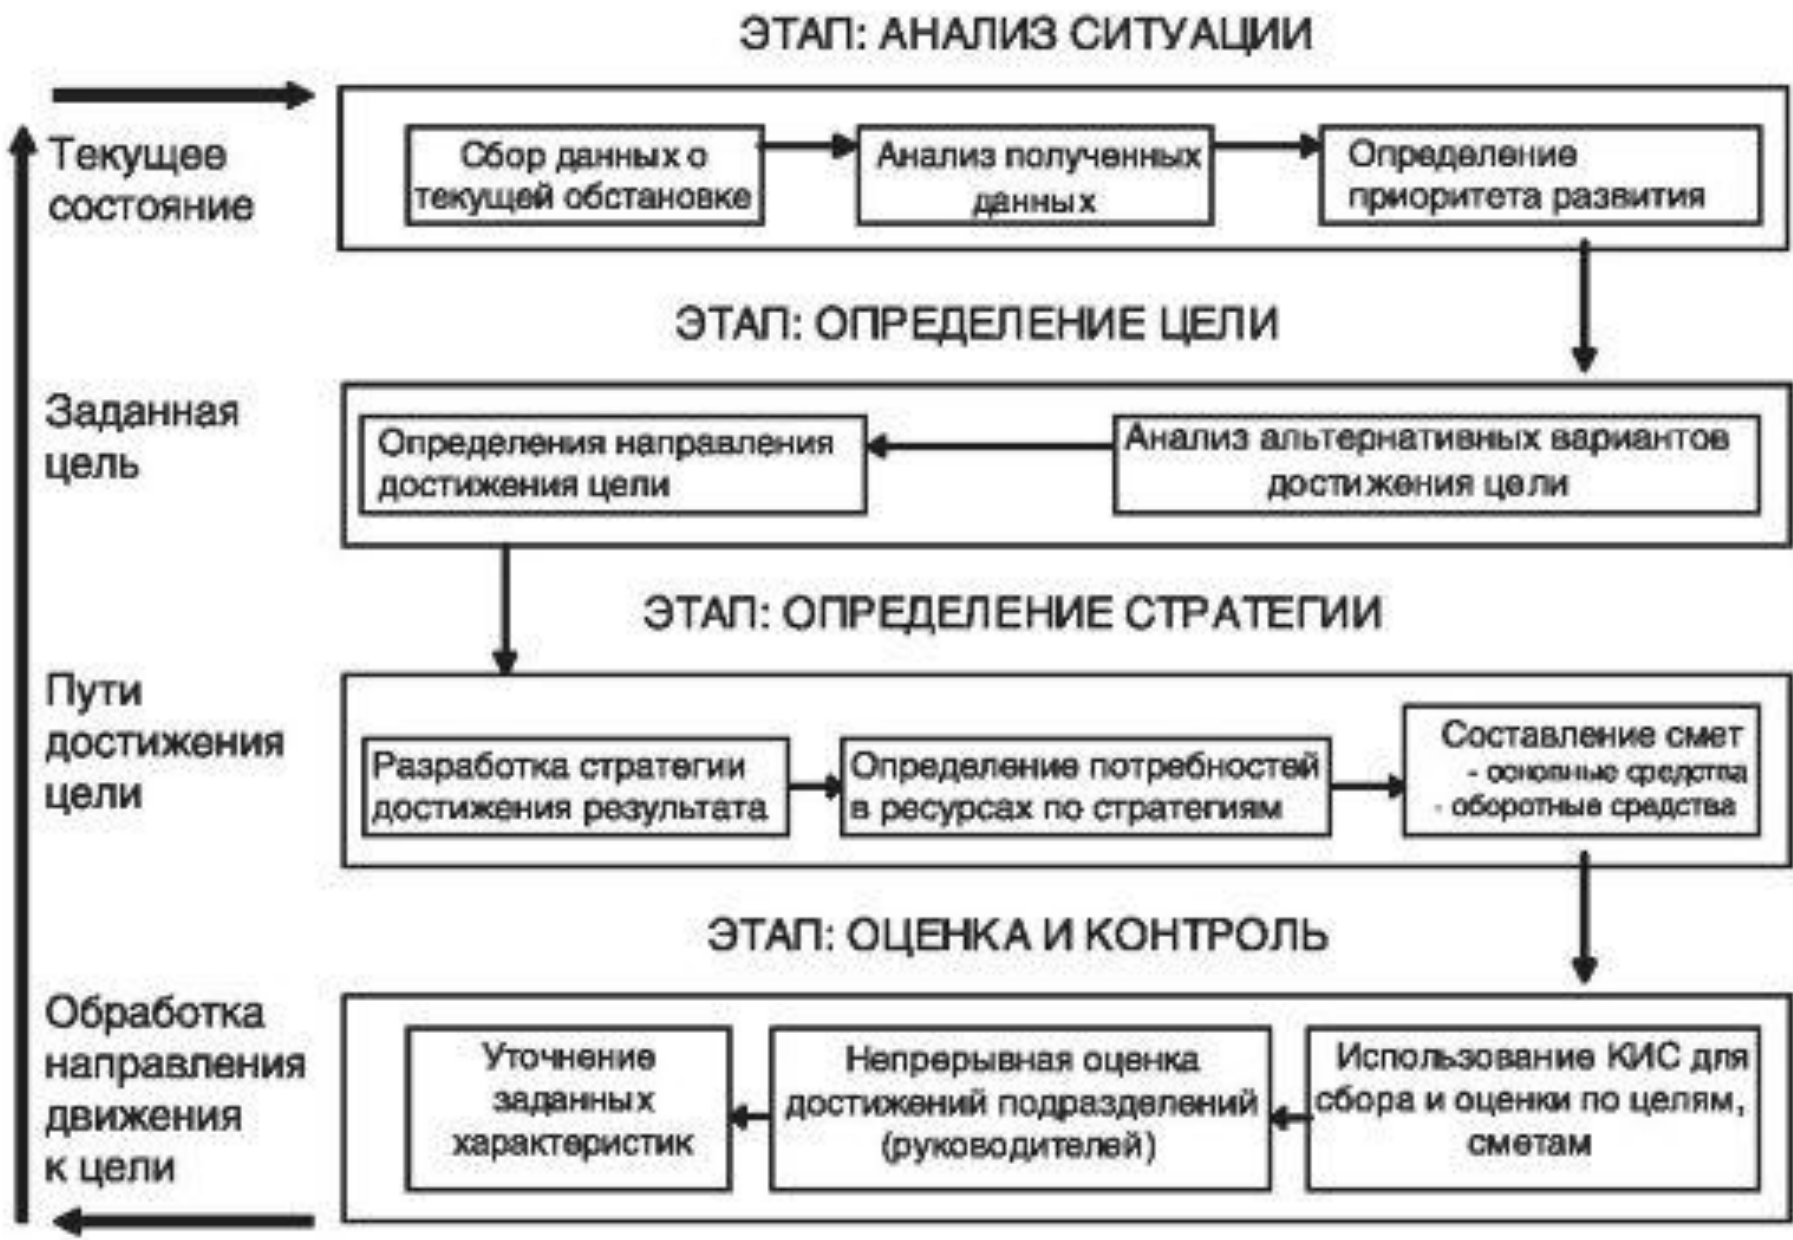 ЭТАП: АНАЛИЗ СИТУАЦИИ
Текущее
состояние
Сбор данных о
текущей обстановке
Анализ полученных
данных
Определение
приоритета развития
ЭТАП: ОПРЕДЕЛЕНИЕ ЦЕЛИ
Заданная
цель
Определения направления
достижения цели
Анализ альтернативных вариантов
достижения цели
ЭТАП: ОПРЕДЕЛЕНИЕ СТРАТЕГИИ
Пути
достижения
цели
Разработка стратегии
достижения результата
Определение потребностей
в ресурсах по стратегиям
Составление смет
- основные средства
- оборотные средства
ЭТАП: ОЦЕНКА И КОНТРОЛЬ
Обработка
направления
движения
к цели
Уточнение
заданных
характеристик
Непрерывная оценка
достижений подразделений
(руководителей)
Использование КИС для
сбора и оценки по целям,
сметам